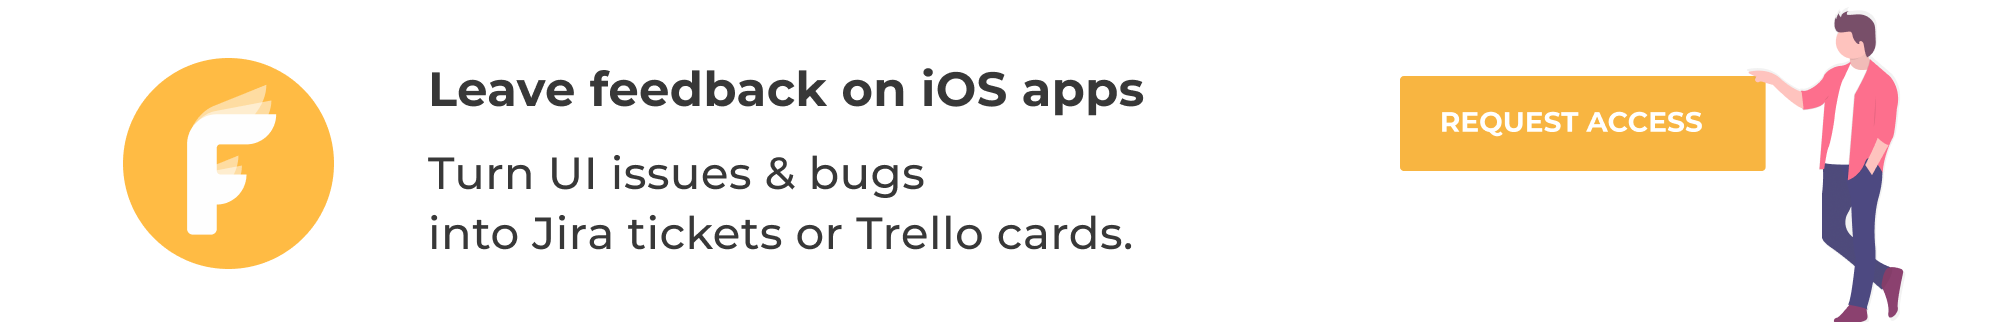 F
Leave feedback on iOS apps
Turn UI issues & bugs
into Jira tickets or Trello cards.
REQUEST ACCESS